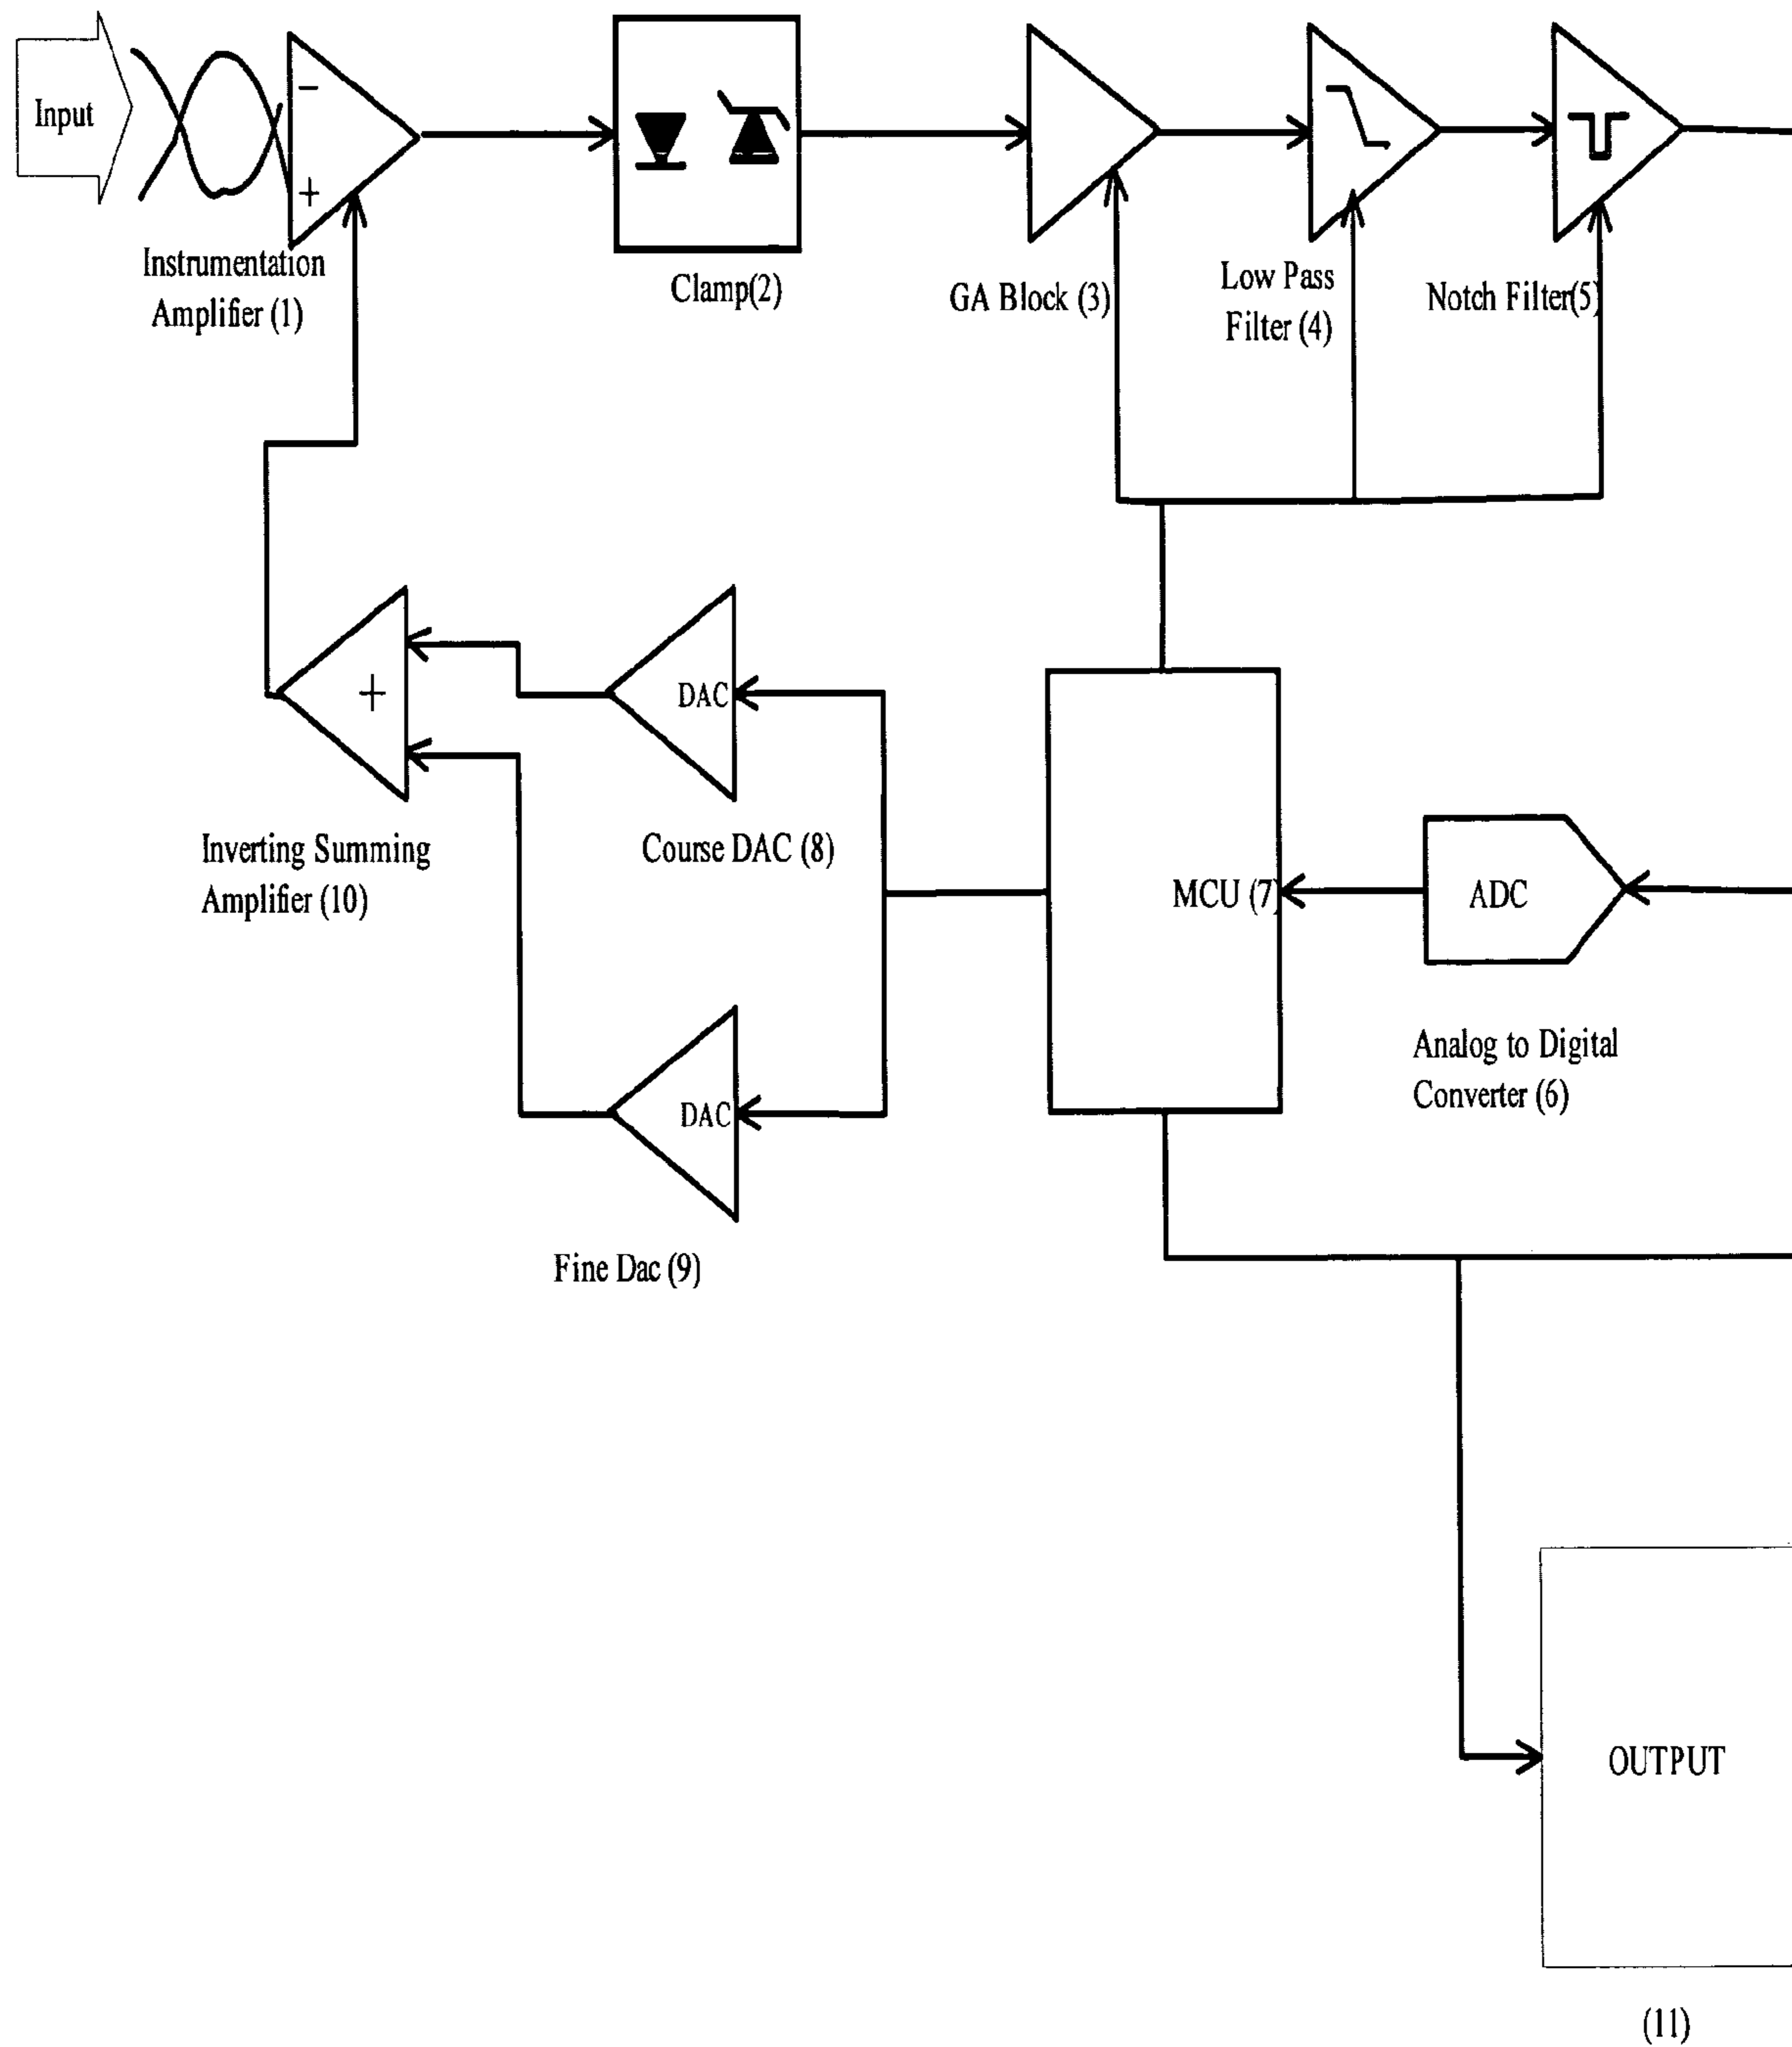 Input
−
+
Instrumentation
Amplifier (1)
Clamp(2)
GA Block (3)
Low Pass
Filter (4)
Notch Filter(5)
+
DAC
Inverting Summing
Amplifier (10)
Course DAC (8)
MCU (7)
ADC
Analog to Digital
Converter (6)
DAC
Fine Dac (9)
OUTPUT
(11)